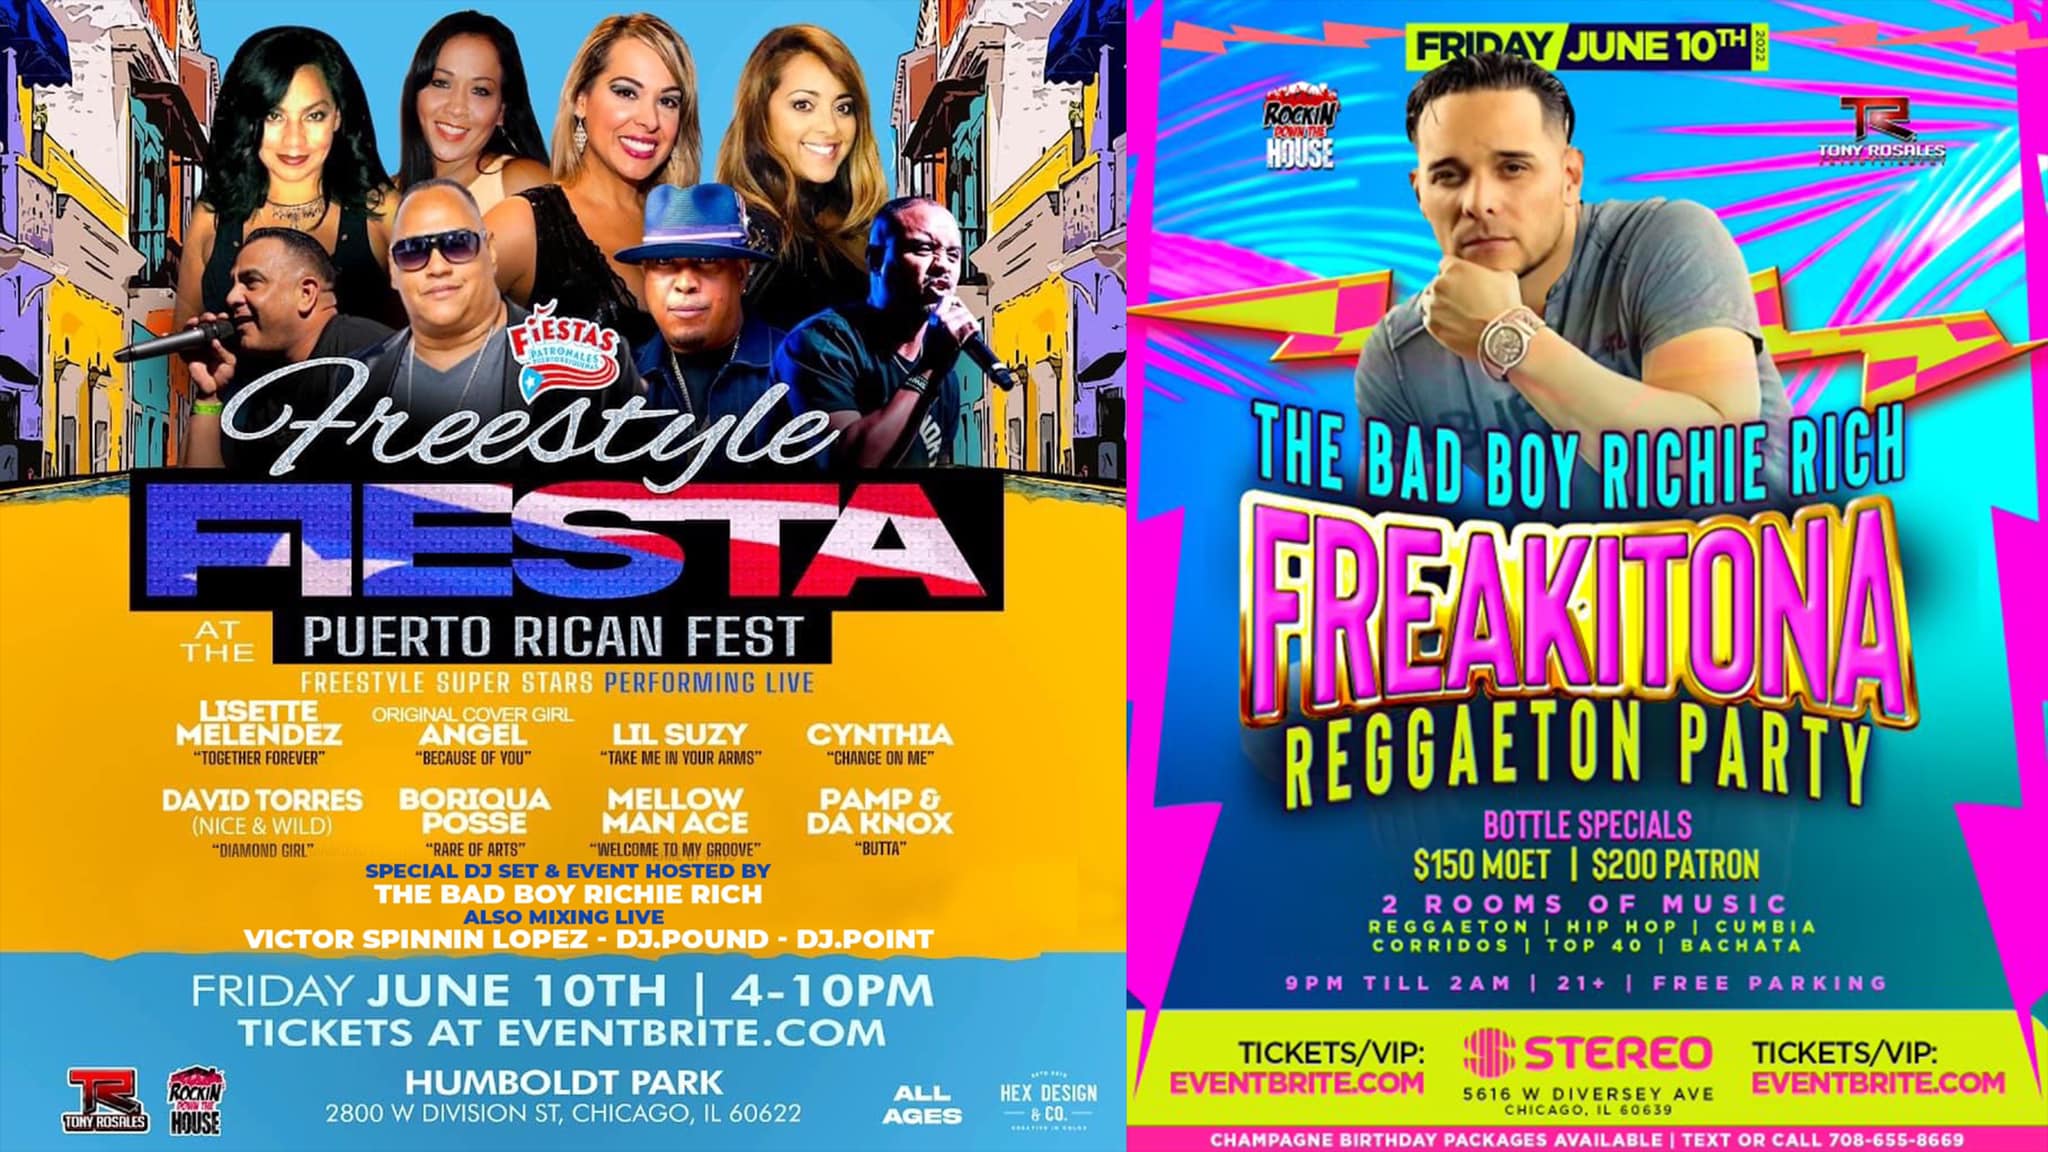 FIESTAS
PATRONALES
PUERTORRIQUEÑAS
Freestyle
FIESTA
AT THE
PUERTO RICAN FEST
FREESTYLE SUPER STARS PERFORMING LIVE
LISETTE MELENDEZ
"TOGETHER FOREVER"
ORIGINAL COVER GIRL
ANGEL
"BECAUSE OF YOU"
LIL SUZY
"TAKE ME IN YOUR ARMS"
CYNTHIA
"CHANGE ON ME"
DAVID TORRES
(NICE & WILD)
"DIAMOND GIRL"
BORIQUA
POSSE
"RARE OF ARTS"
MELLOW
MAN ACE
"WELCOME TO MY GROOVE"
PAMP &
DA KNOX
"BUTTA"
SPECIAL DJ SET & EVENT HOSTED BY
THE BAD BOY RICHIE RICH
ALSO MIXING LIVE
VICTOR SPINNIN LOPEZ - DJ.POUND - DJ.POINT
FRIDAY JUNE 10TH | 4-10PM
TICKETS AT EVENTBRITE.COM
TR
TONY ROSALES
ROCKIN
DOWN THE
HOUSE
HUMBOLDT PARK
2800 W DIVISION ST, CHICAGO, IL 60622
ALL
AGES
HEX DESIGN
& CO.
FRIDAY / JUNE 10TH 2022
ROCKIN
DOWN THE
HOUSE
TR
TONY ROSALES
ENTERTAINMENT
THE BAD BOY RICHIE RICH
FREAKITONA
REGGAETON PARTY
BOTTLE SPECIALS
$150 MOET | $200 PATRON
2 ROOMS OF MUSIC
REGGAETON | HIP HOP | CUMBIA
CORRIDOS | TOP 40 | BACHATA
9PM TILL 2AM | 21+ | FREE PARKING
TICKETS/VIP:
EVENTBRITE.COM
STEREO
5616 W DIVERSEY AVE
CHICAGO, IL 60639
TICKETS/VIP:
EVENTBRITE.COM
CHAMPAGNE BIRTHDAY PACKAGES AVAILABLE | TEXT OR CALL 708-655-8669